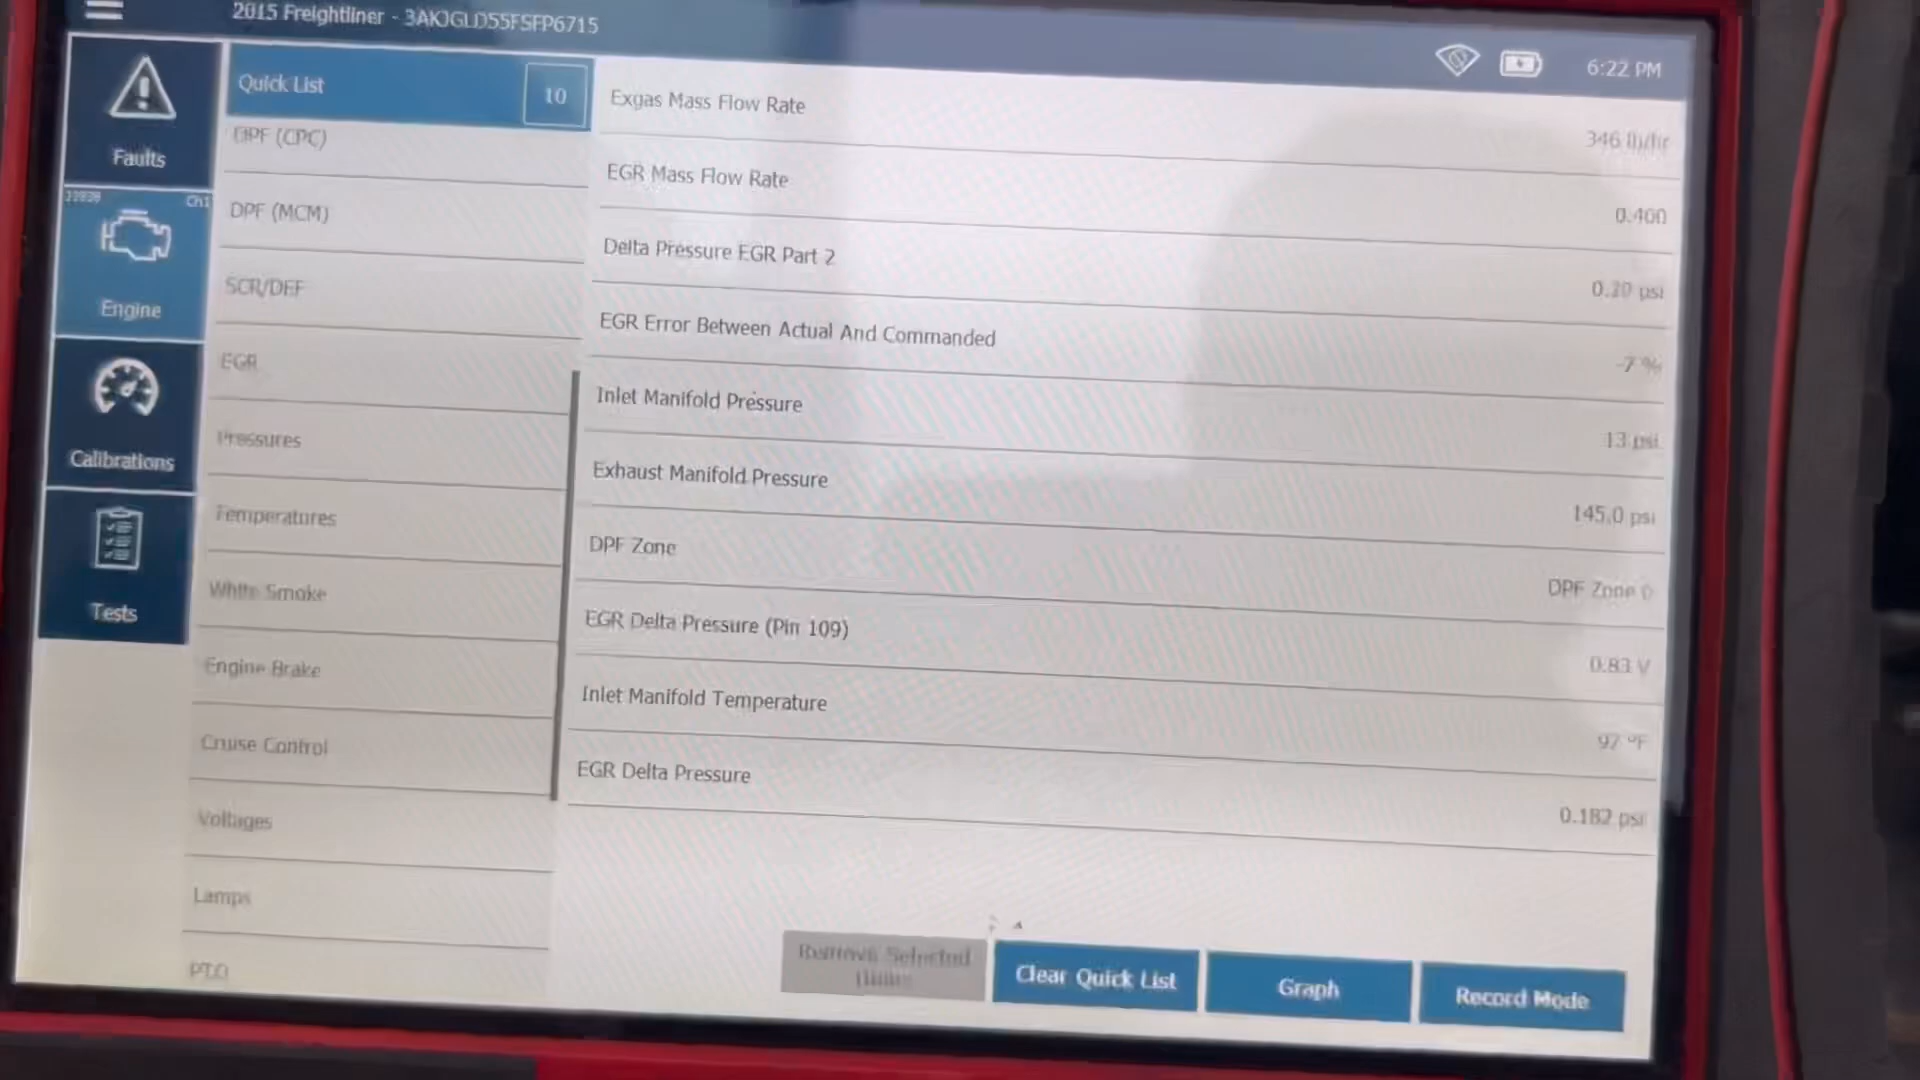 2015 Freightliner - 3AKJGLD55FSFP6715
6:22 PM
Faults
Ch1
Engine
Calibrations
Tests
Quick List
10
DPF (CPC)
DPF (MCM)
SCR/DEF
EGR
Pressures
Temperatures
White Smoke
Engine Brake
Cruise Control
Voltages
Lamps
PTO
Exgas Mass Flow Rate
346 lb/hr
EGR Mass Flow Rate
0.400
Delta Pressure EGR Part 2
0.20 psi
EGR Error Between Actual And Commanded
-7 %
Inlet Manifold Pressure
13 psi
Exhaust Manifold Pressure
145.0 psi
DPF Zone
DPF Zone 0
EGR Delta Pressure (Pin 109)
0.83 V
Inlet Manifold Temperature
97 °F
EGR Delta Pressure
0.182 psi
Remove Selected
Items
Clear Quick List
Graph
Record Mode